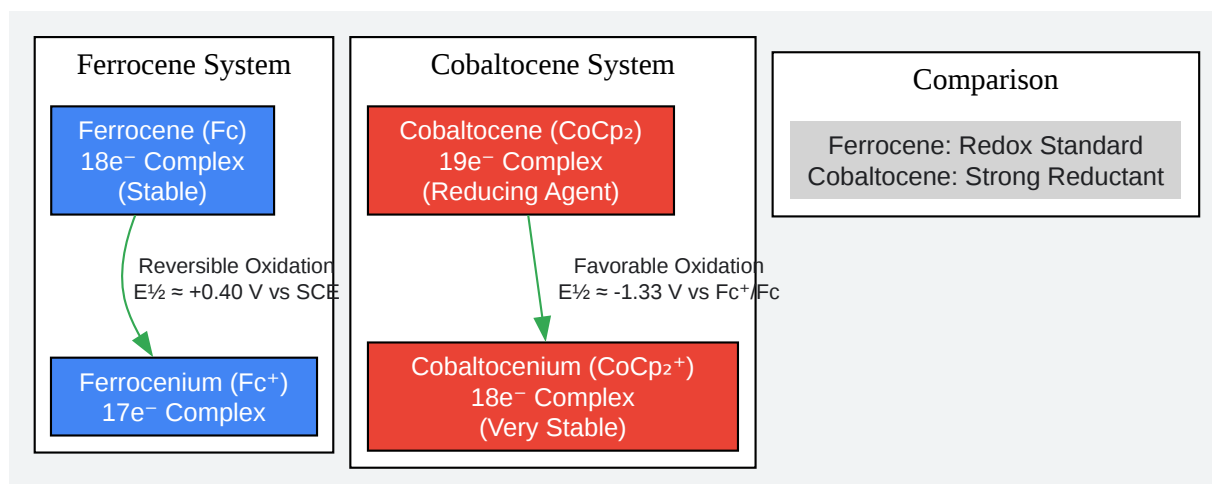 Ferrocene System
Ferrocene (Fc)
18e⁻ Complex
(Stable)
Reversible Oxidation
E½ ≈ +0.40 V vs SCE
Ferrocenium (Fc⁺)
17e⁻ Complex
Cobaltocene System
Cobaltocene (CoCp₂)
19e⁻ Complex
(Reducing Agent)
Favorable Oxidation
E½ ≈ -1.33 V vs Fc⁺/Fc
Cobaltocenium (CoCp₂⁺)
18e⁻ Complex
(Very Stable)
Comparison
Ferrocene: Redox Standard
Cobaltocene: Strong Reductant